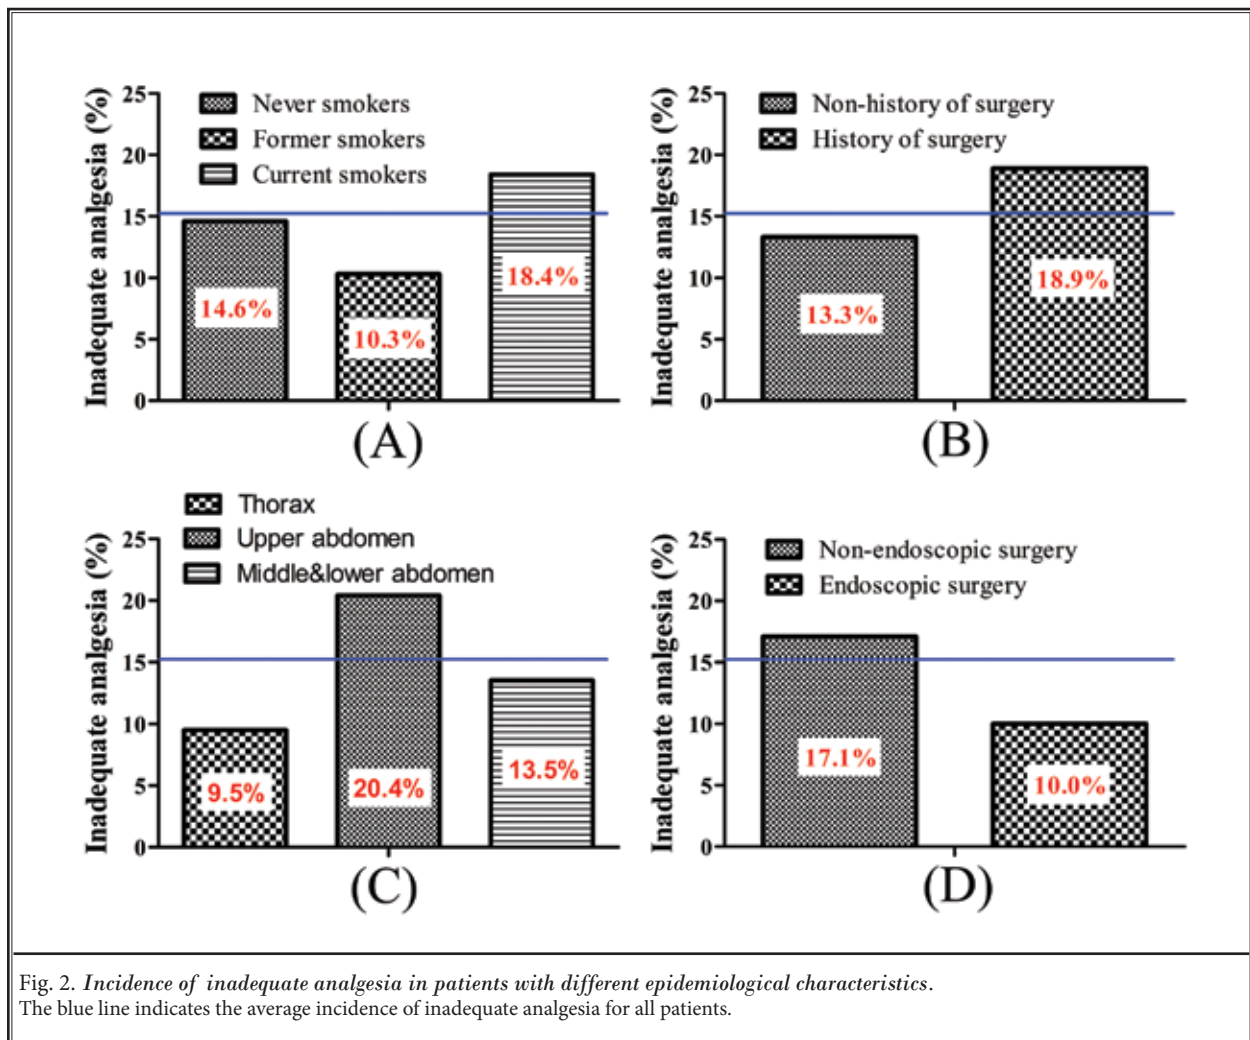 Inadequate analgesia (%)
25
20
15
10
5
0
Never smokers
Former smokers
Current smokers
14.6%
10.3%
18.4%
(A)
Inadequate analgesia (%)
25
20
15
10
5
0
Non-history of surgery
History of surgery
13.3%
18.9%
(B)
Inadequate analgesia (%)
25
20
15
10
5
0
Thorax
Upper abdomen
Middle&lower abdomen
9.5%
20.4%
13.5%
(C)
Inadequate analgesia (%)
25
20
15
10
5
0
Non-endoscopic surgery
Endoscopic surgery
17.1%
10.0%
(D)
Fig. 2. Incidence of inadequate analgesia in patients with different epidemiological characteristics.
The blue line indicates the average incidence of inadequate analgesia for all patients.